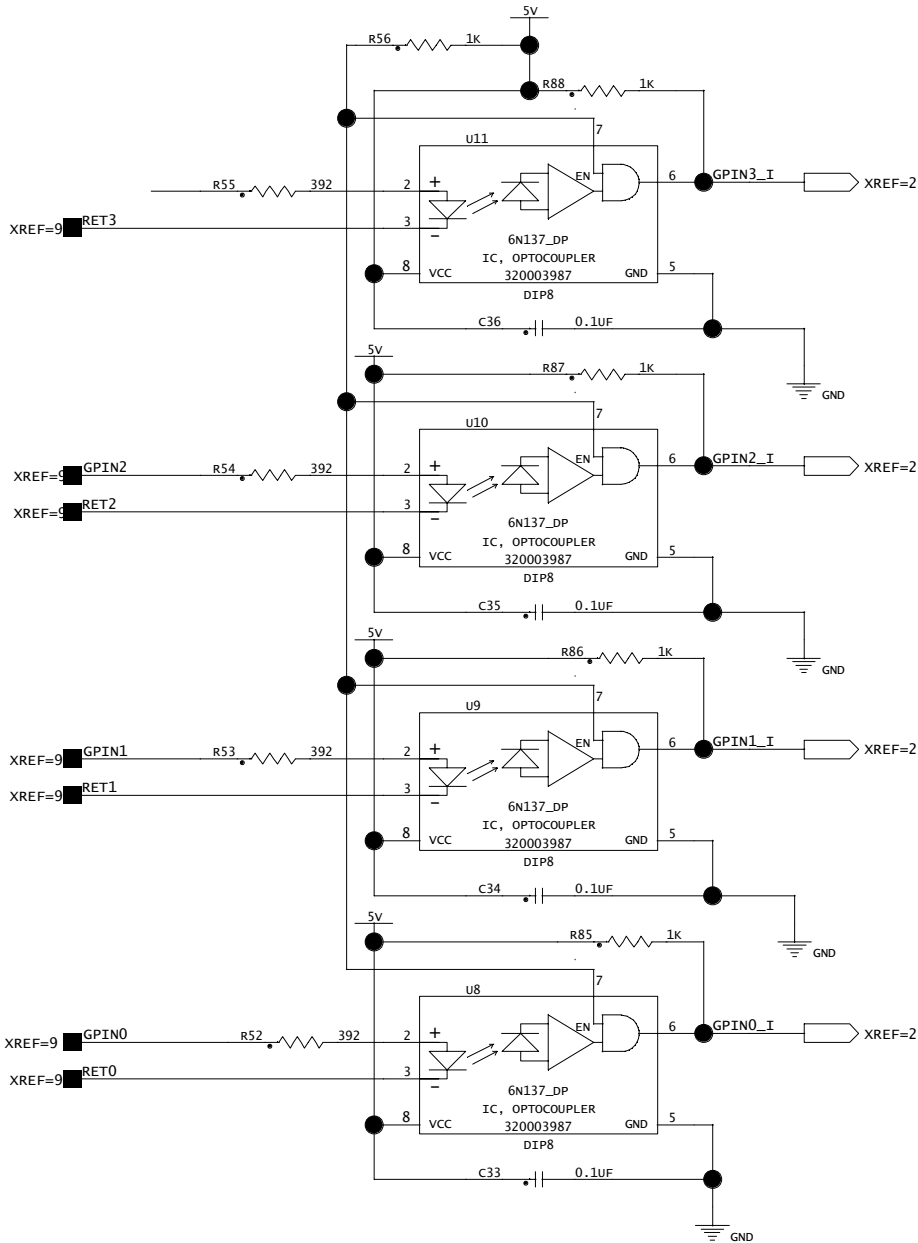 5V
R56 1K
R88 1K
7
U11
R55 392 2 + EN 6 GPIN3_I XREF=2
XREF=9 RET3 3 −
6N137_DP
IC, OPTOCOUPLER
8 VCC 320003987 GND 5
DIP8
C36 0.1UF
5V
R87 1K
GND
7
U10
XREF=9 GPIN2 R54 392 2 + EN 6 GPIN2_I XREF=2
XREF=9 RET2 3 −
6N137_DP
IC, OPTOCOUPLER
8 VCC 320003987 GND 5
DIP8
C35 0.1UF
5V
R86 1K
GND
7
U9
XREF=9 GPIN1 R53 392 2 + EN 6 GPIN1_I XREF=2
XREF=9 RET1 3 −
6N137_DP
IC, OPTOCOUPLER
8 VCC 320003987 GND 5
DIP8
C34 0.1UF
5V
R85 1K
GND
7
U8
XREF=9 GPIN0 R52 392 2 + EN 6 GPIN0_I XREF=2
XREF=9 RET0 3 −
6N137_DP
IC, OPTOCOUPLER
8 VCC 320003987 GND 5
DIP8
C33 0.1UF
GND